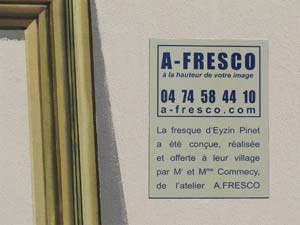 A-FRESCO
à la hauteur de votre image
04 74 58 44 10
a-fresco.com
La fresque d'Eyzin Pinet
a été conçue, réalisée
et offerte à leur village
par Mr et Mme Commecy,
de l'atelier A.FRESCO